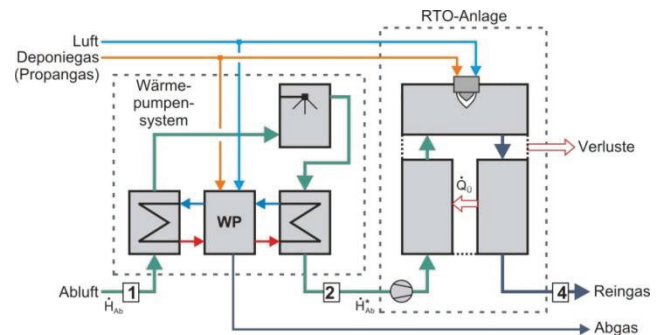 RTO-Anlage
Luft
Deponiegas
(Propangas)
Wärme-
pumpen-
system
Verluste
Q̇Ü
WP
Abluft
1
ḢAb
2
Ḣ*Ab
4
Reingas
Abgas